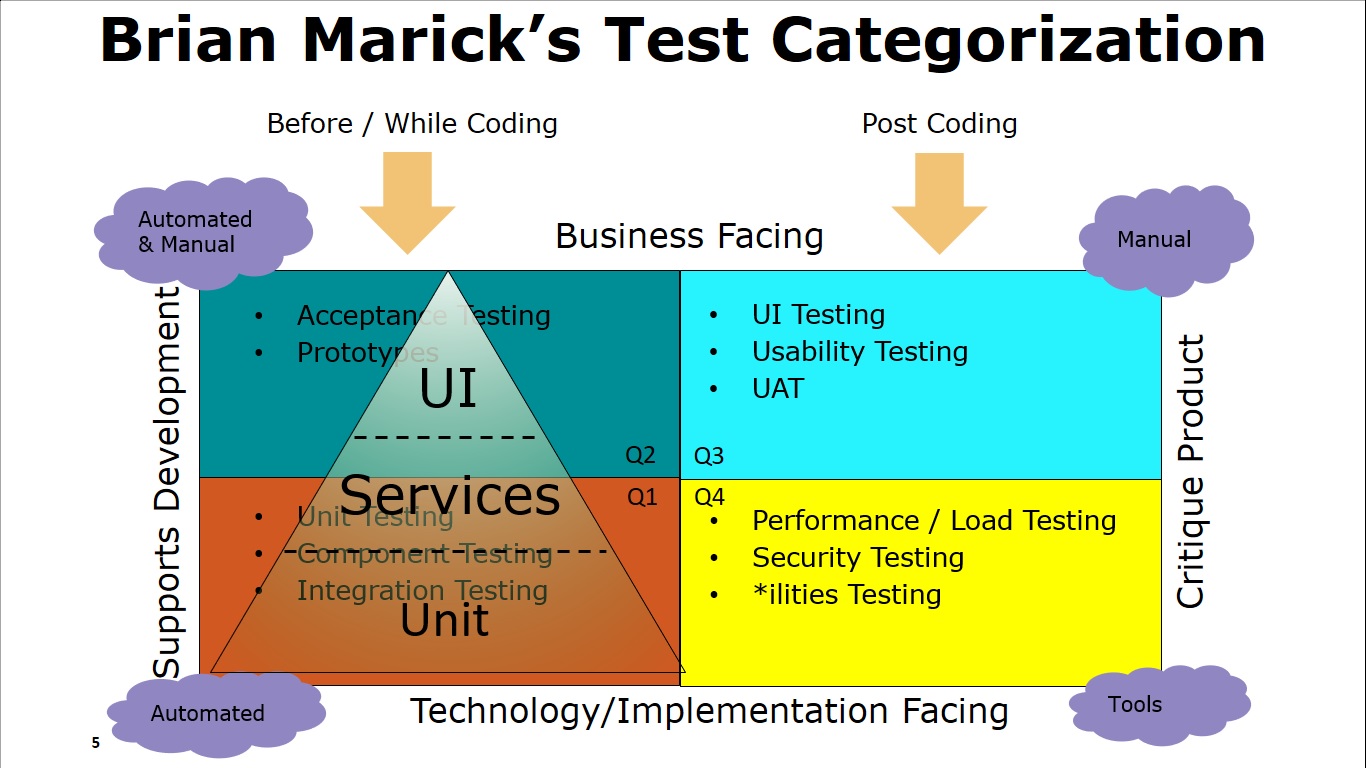 Brian Marick’s Test Categorization
Before / While Coding
Post Coding
Automated
& Manual
Manual
Business Facing
Supports Development
• Acceptance Testing
• Prototypes
UI
Q2
• UI Testing
• Usability Testing
• UAT
Q3
Critique Product
Services
Q1
• Unit Testing
• Component Testing
• Integration Testing
Unit
Q4
• Performance / Load Testing
• Security Testing
• *ilities Testing
Automated
Technology/Implementation Facing
Tools
5